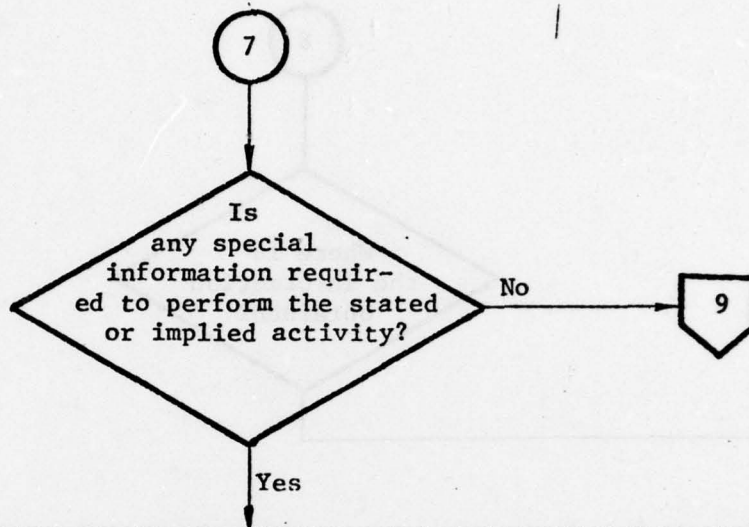 7
Is
any special
information requir-
ed to perform the stated
or implied activity?
No
9
Yes